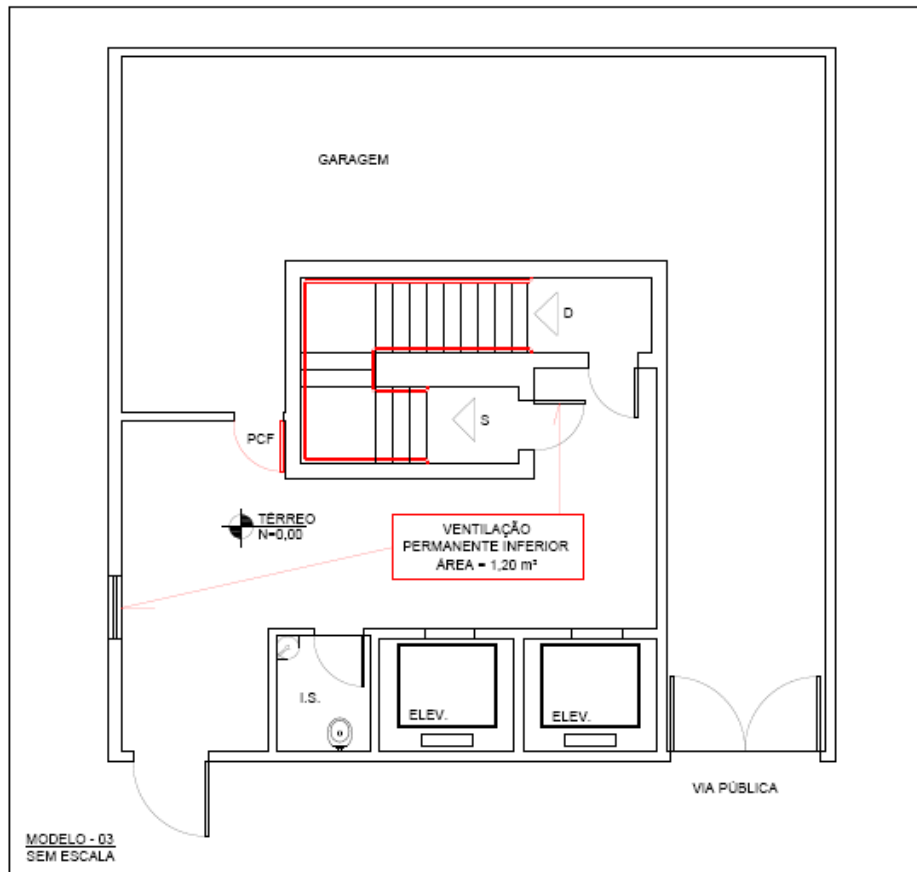 GARAGEM
D
S
PCF
TÉRREO
N=0,00
VENTILAÇÃO
PERMANENTE INFERIOR
ÁREA = 1,20 m²
I.S.
ELEV.
ELEV.
VIA PÚBLICA
MODELO - 03
SEM ESCALA